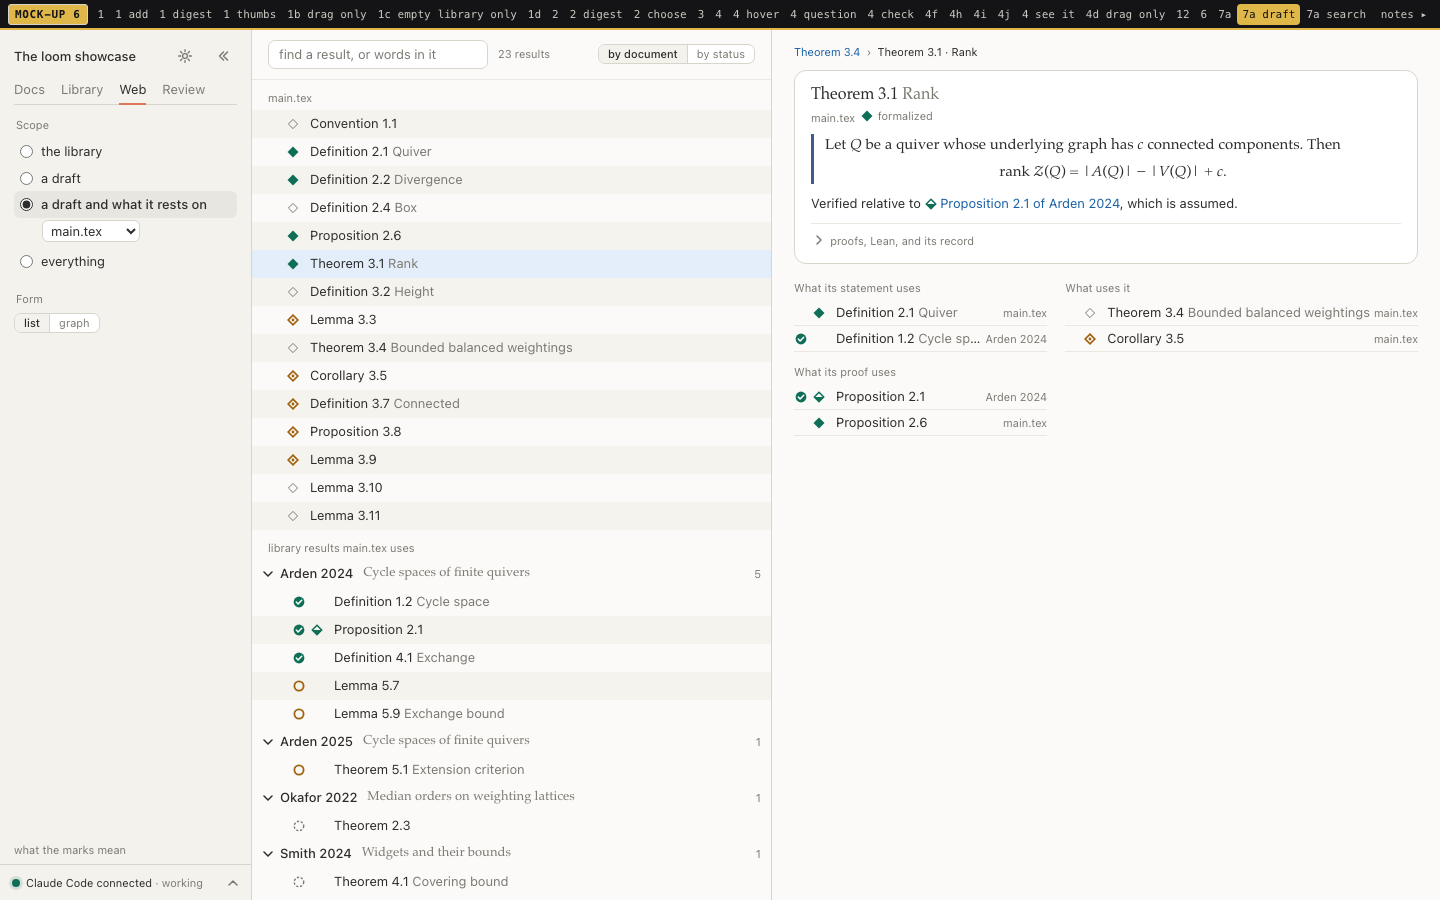 MOCK-UP 6 1 1 add 1 digest 1 thumbs 1b drag only 1c empty library only 1d 2 2 digest 2 choose 3 4 4 hover 4 question 4 check 4f 4h 4i 4j 4 see it 4d drag only 12 6 7a 7a draft 7a search notes ▸
The loom showcase
Docs Library Web Review
Scope
the library
a draft
a draft and what it rests on
main.tex
everything
Form
list graph
what the marks mean
Claude Code connected · working
find a result, or words in it 23 results by document by status
main.tex
Convention 1.1
Definition 2.1 Quiver
Definition 2.2 Divergence
Definition 2.4 Box
Proposition 2.6
Theorem 3.1 Rank
Definition 3.2 Height
Lemma 3.3
Theorem 3.4 Bounded balanced weightings
Corollary 3.5
Definition 3.7 Connected
Proposition 3.8
Lemma 3.9
Lemma 3.10
Lemma 3.11
library results main.tex uses
Arden 2024 Cycle spaces of finite quivers 5
Definition 1.2 Cycle space
Proposition 2.1
Definition 4.1 Exchange
Lemma 5.7
Lemma 5.9 Exchange bound
Arden 2025 Cycle spaces of finite quivers 1
Theorem 5.1 Extension criterion
Okafor 2022 Median orders on weighting lattices 1
Theorem 2.3
Smith 2024 Widgets and their bounds 1
Theorem 4.1 Covering bound
Theorem 3.4 › Theorem 3.1 · Rank
Theorem 3.1 Rank
main.tex formalized
Let Q be a quiver whose underlying graph has c connected components. Then
rank 𝒵(Q) = |A(Q)| − |V(Q)| + c.
Verified relative to Proposition 2.1 of Arden 2024, which is assumed.
proofs, Lean, and its record
What its statement uses
Definition 2.1 Quiver main.tex
Definition 1.2 Cycle sp... Arden 2024
What its proof uses
Proposition 2.1 Arden 2024
Proposition 2.6 main.tex
What uses it
Theorem 3.4 Bounded balanced weightings main.tex
Corollary 3.5 main.tex